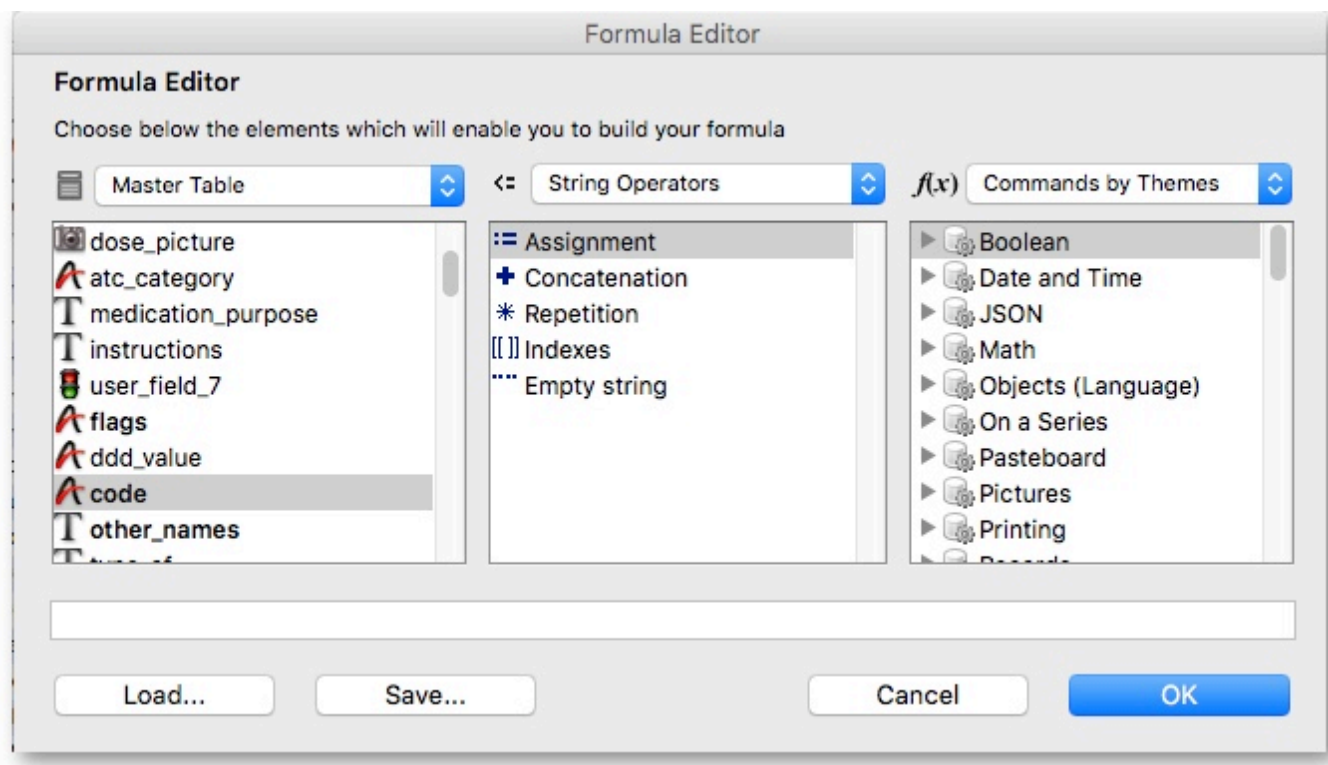 Formula Editor
Formula Editor
Choose below the elements which will enable you to build your formula
Master Table
dose_picture
atc_category
medication_purpose
instructions
user_field_7
flags
ddd_value
code
other_names
<= String Operators
:= Assignment
+ Concatenation
* Repetition
[[ ]] Indexes
"" Empty string
f(x) Commands by Themes
Boolean
Date and Time
JSON
Math
Objects (Language)
On a Series
Pasteboard
Pictures
Printing
Load...
Save...
Cancel
OK